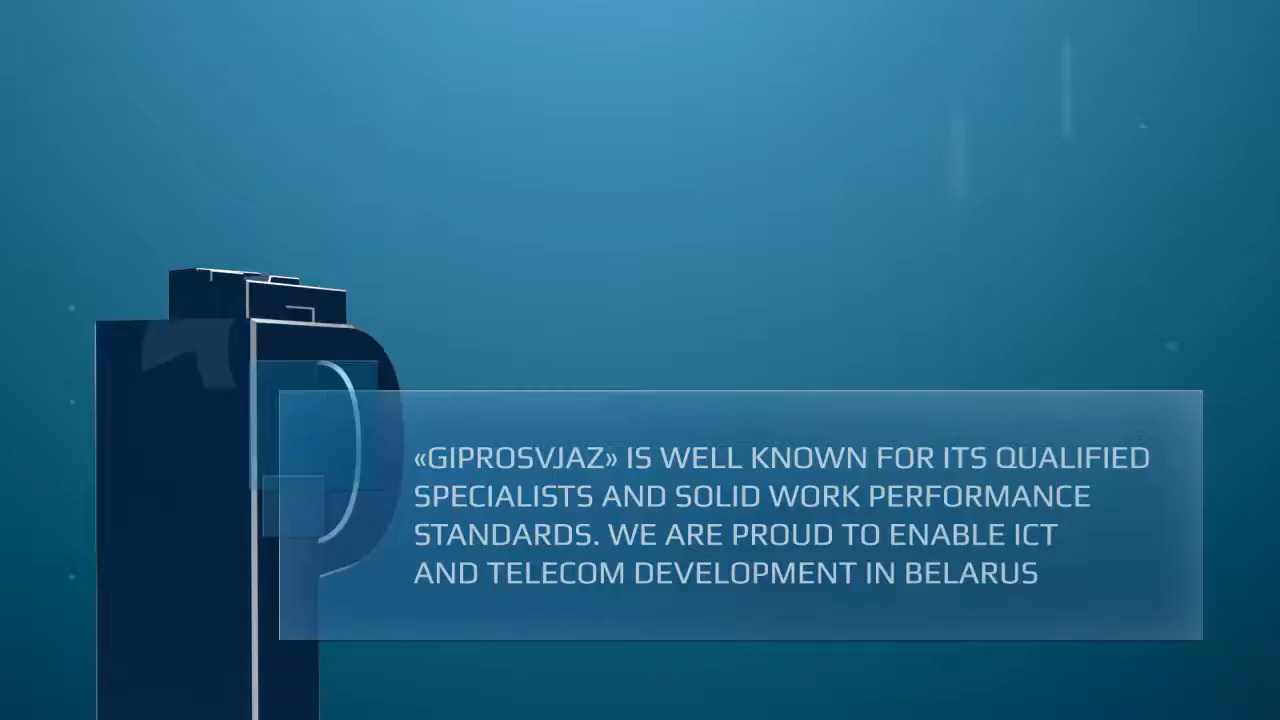 «GIPROSVJAZ» IS WELL KNOWN FOR ITS QUALIFIED
SPECIALISTS AND SOLID WORK PERFORMANCE
STANDARDS. WE ARE PROUD TO ENABLE ICT
AND TELECOM DEVELOPMENT IN BELARUS